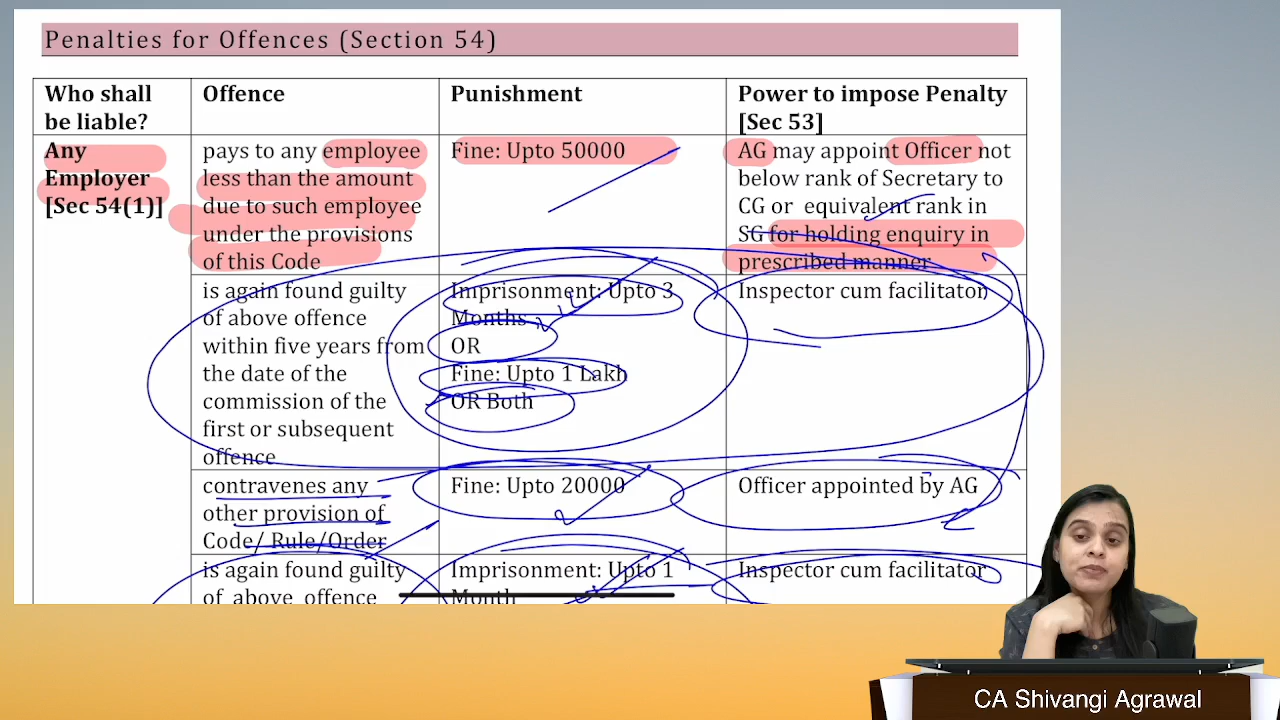 Penalties for Offences (Section 54)
Who shall
be liable?
Offence
Punishment
Power to impose Penalty
[Sec 53]
Any
Employer
[Sec 54(1)]
pays to any employee
less than the amount
due to such employee
under the provisions
of this Code
Fine: Upto 50000
AG may appoint Officer not
below rank of Secretary to
CG or equivalent rank in
SG for holding enquiry in
prescribed manner
is again found guilty
of above offence
within five years from
the date of the
commission of the
first or subsequent
offence
Imprisonment: Upto 3
Months
OR
Fine: Upto 1 Lakh
OR Both
Inspector cum facilitator
contravenes any
other provision of
Code/ Rule/Order
Fine: Upto 20000
Officer appointed by AG
is again found guilty
of above offence
Imprisonment: Upto 1
Month
Inspector cum facilitator
CA Shivangi Agrawal